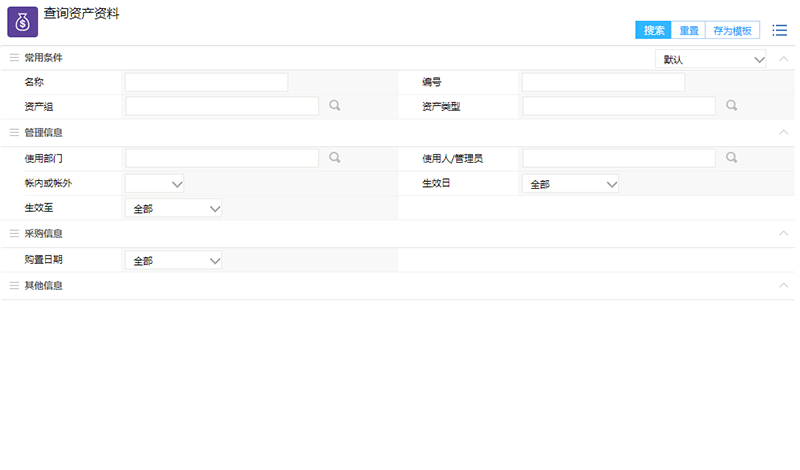 查询资产资料
搜索 重置 存为模板
常用条件 默认
名称 编号
资产组 资产类型
管理信息
使用部门 使用人/管理员
帐内或帐外 生效日 全部
生效至 全部
采购信息
购置日期 全部
其他信息